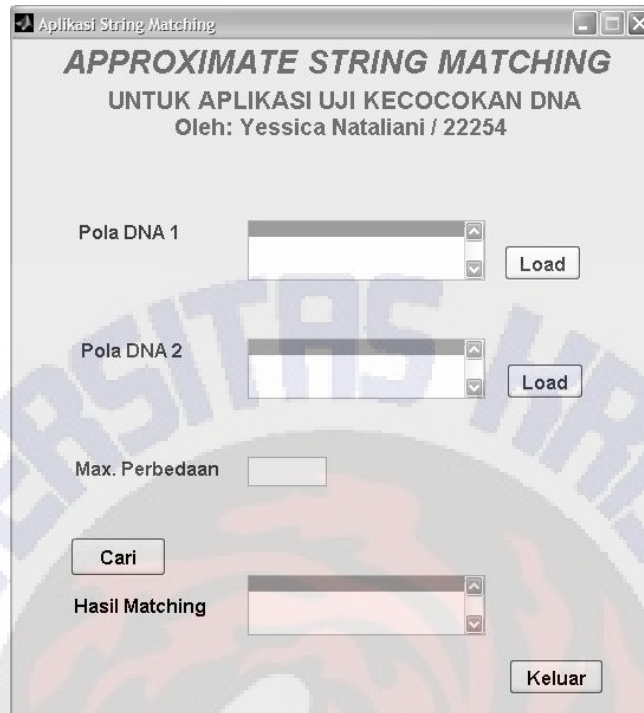 Aplikasi String Matching
APPROXIMATE STRING MATCHING
UNTUK APLIKASI UJI KECOCOKAN DNA
Oleh: Yessica Nataliani / 22254
Pola DNA 1
Load
Pola DNA 2
Load
Max. Perbedaan
Cari
Hasil Matching
Keluar